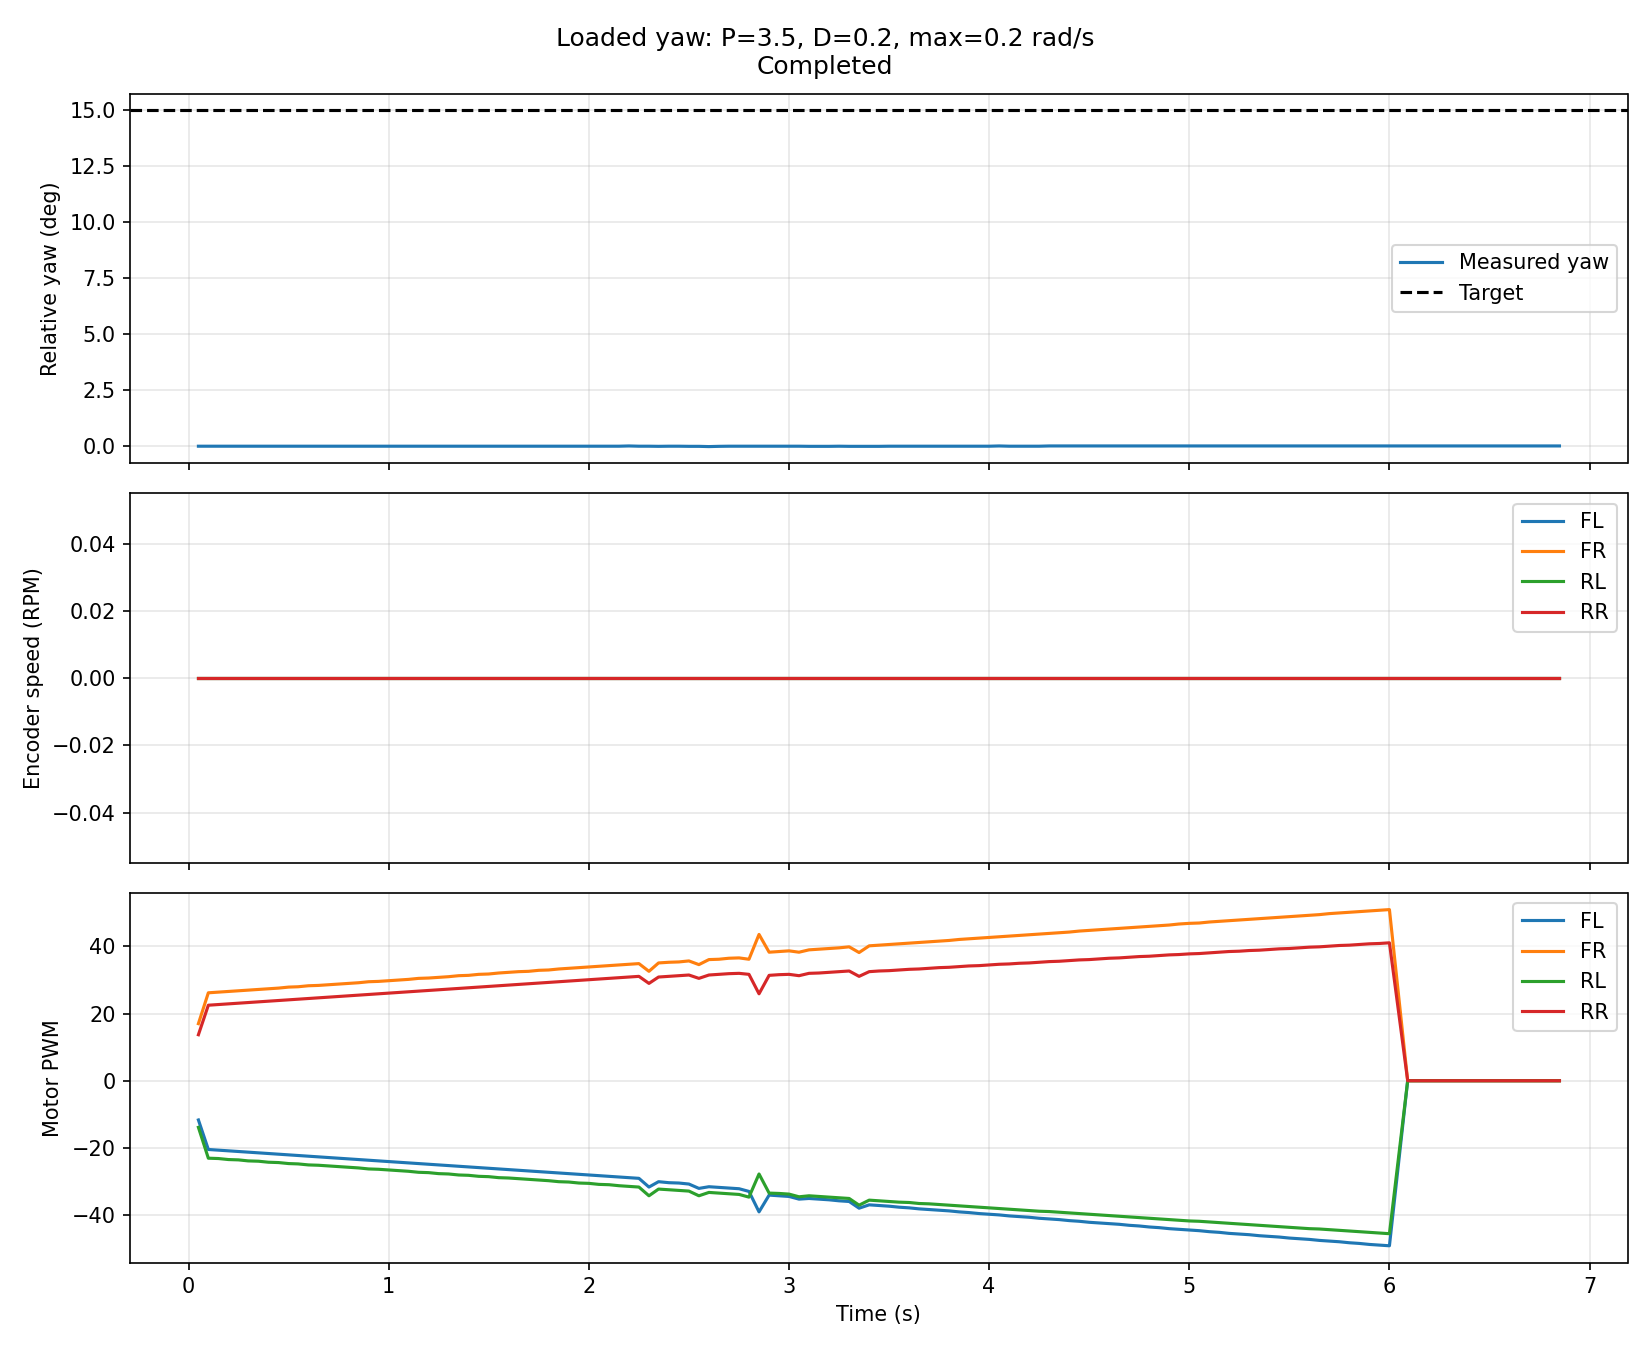 Loaded yaw: P=3.5, D=0.2, max=0.2 rad/s
Completed
Relative yaw (deg)
15.0
12.5
10.0
7.5
5.0
2.5
0.0
Measured yaw
Target
Encoder speed (RPM)
0.04
0.02
0.00
−0.02
−0.04
FL
FR
RL
RR
Motor PWM
40
20
0
−20
−40
FL
FR
RL
RR
0 1 2 3 4 5 6 7
Time (s)